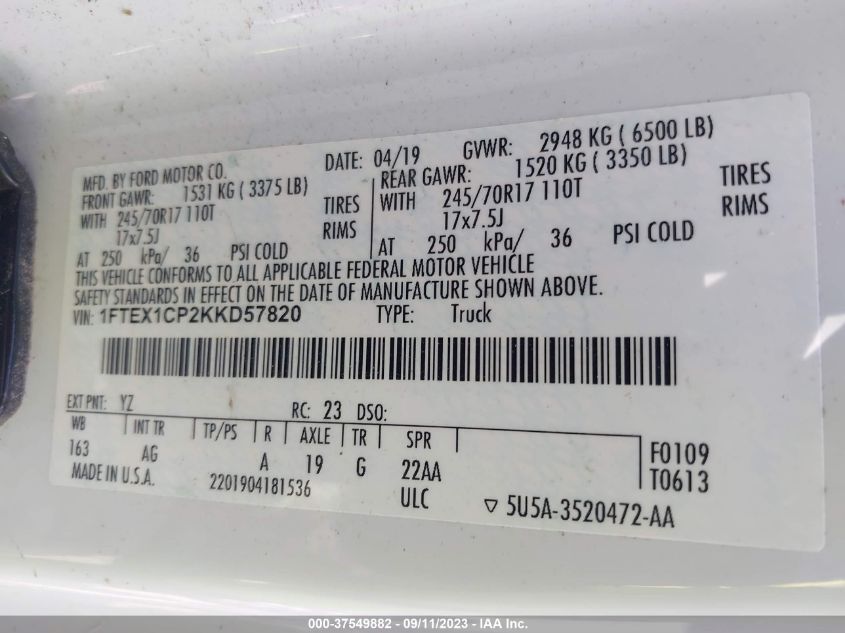 MFD. BY FORD MOTOR CO. DATE: 04/19 GVWR: 2948 KG ( 6500 LB)
FRONT GAWR: 1531 KG ( 3375 LB) REAR GAWR: 1520 KG ( 3350 LB)
WITH 245/70R17 110T TIRES WITH 245/70R17 110T TIRES
17x7.5J RIMS 17x7.5J RIMS
AT 250 kPa/ 36 PSI COLD AT 250 kPa/ 36 PSI COLD
THIS VEHICLE CONFORMS TO ALL APPLICABLE FEDERAL MOTOR VEHICLE
SAFETY STANDARDS IN EFFECT ON THE DATE OF MANUFACTURE SHOWN ABOVE.
VIN: 1FTEX1CP2KKD57820 TYPE: Truck
EXT PNT: YZ RC: 23 DSO:
WB INT TR TP/PS R AXLE TR SPR
163 AG A 19 G 22AA F0109
MADE IN U.S.A. 2201904181536 ULC T0613
▽ 5U5A-3520472-AA
000-37549882 - 09/11/2023 - IAA Inc.